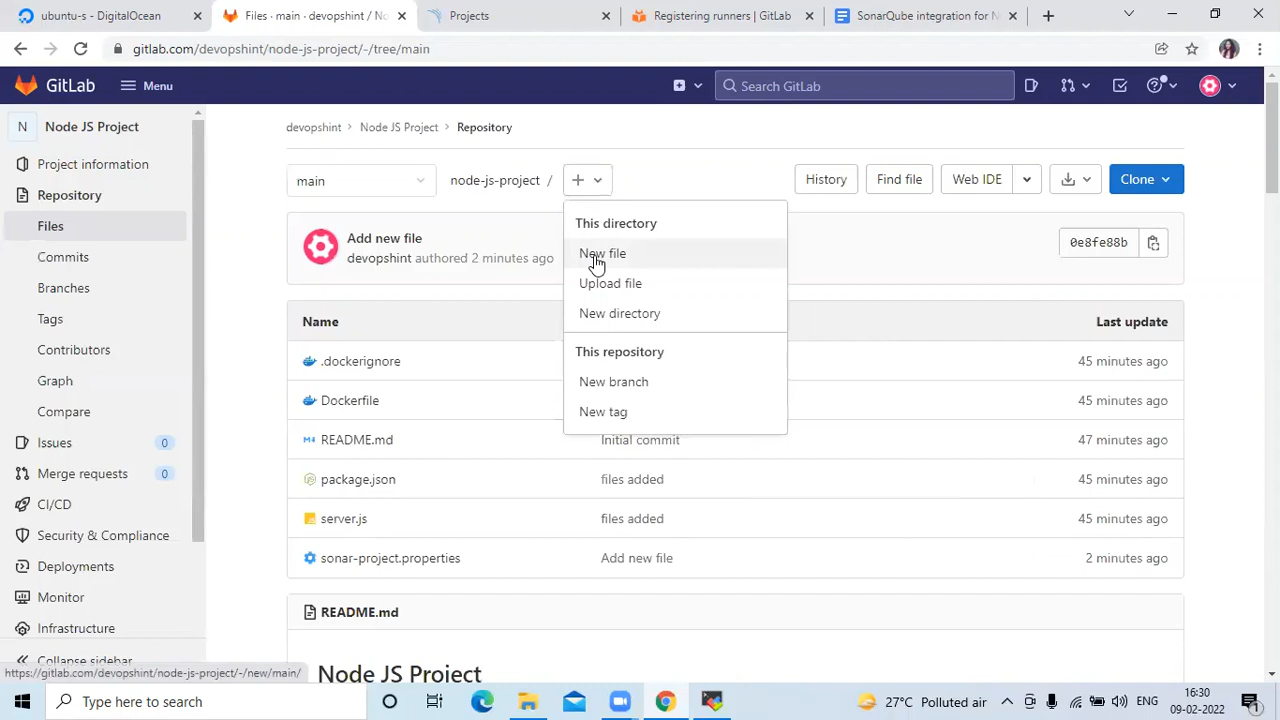 ubuntu-s - DigitalOcean
Files · main · devopshint / Node
Projects
Registering runners | GitLab
SonarQube integration for N
gitlab.com/devopshint/node-js-project/-/tree/main
GitLab
Menu
Search GitLab
N
Node JS Project
Project information
Repository
Files
Commits
Branches
Tags
Contributors
Graph
Compare
Issues
0
Merge requests
0
CI/CD
Security & Compliance
Deployments
Monitor
Infrastructure
Collapse sidebar
devopshint > Node JS Project > Repository
main
node-js-project /
History
Find file
Web IDE
Clone
Add new file
devopshint authored 2 minutes ago
0e8fe88b
This directory
New file
Upload file
New directory
This repository
New branch
New tag
Name
Last update
.dockerignore
45 minutes ago
Dockerfile
45 minutes ago
README.md
Initial commit
47 minutes ago
package.json
files added
45 minutes ago
server.js
files added
45 minutes ago
sonar-project.properties
Add new file
2 minutes ago
README.md
Node JS Project
https://gitlab.com/devopshint/node-js-project/-/new/main/
Type here to search
27°C Polluted air
ENG
16:30
09-02-2022
1